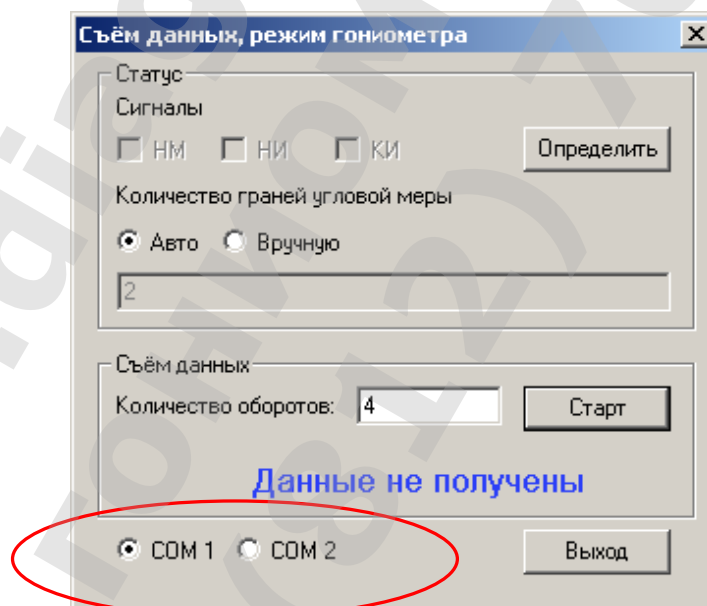 Съём данных, режим гониометра
Статус
Сигналы
НМ НИ КИ Определить
Количество граней угловой меры
Авто Вручную
2
Съём данных
Количество оборотов: 4 Старт
Данные не получены
COM 1 COM 2 Выход